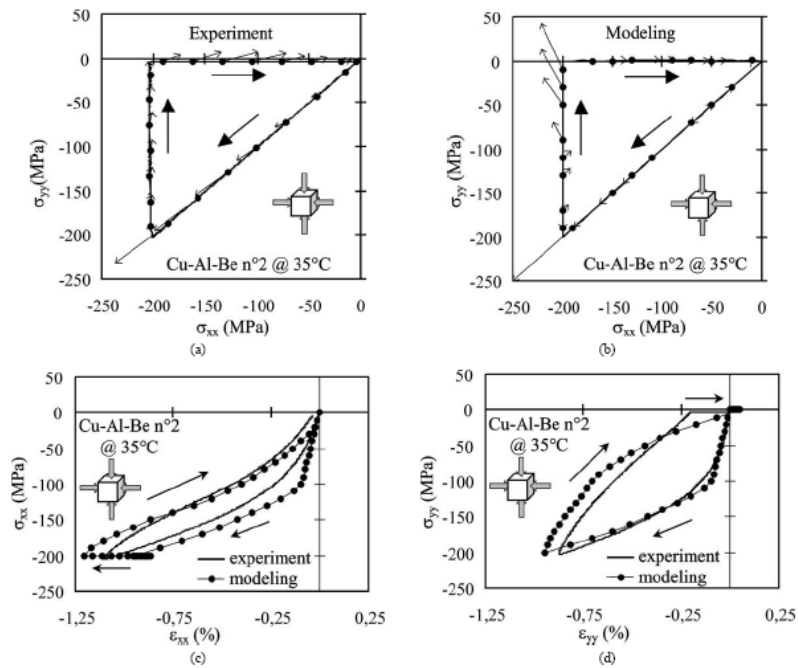 Experiment
50
0
-50
-100
-150
-200
-250
σyy(MPa)
Cu-Al-Be n°2 @ 35°C
-250 -200 -150 -100 -50 0
σxx (MPa)
(a)
Modeling
50
0
-50
-100
-150
-200
-250
σyy (MPa)
Cu-Al-Be n°2 @ 35°C
-250 -200 -150 -100 -50 0
σxx (MPa)
(b)
50
0
-50
-100
-150
-200
-250
σxx (MPa)
Cu-Al-Be n°2
@ 35°C
experiment
modeling
-1,25 -0,75 -0,25 0,25
εxx (%)
(c)
50
0
-50
-100
-150
-200
-250
σyy (MPa)
Cu-Al-Be n°2
@ 35°C
experiment
modeling
-1,25 -0,75 -0,25 0,25
εyy (%)
(d)